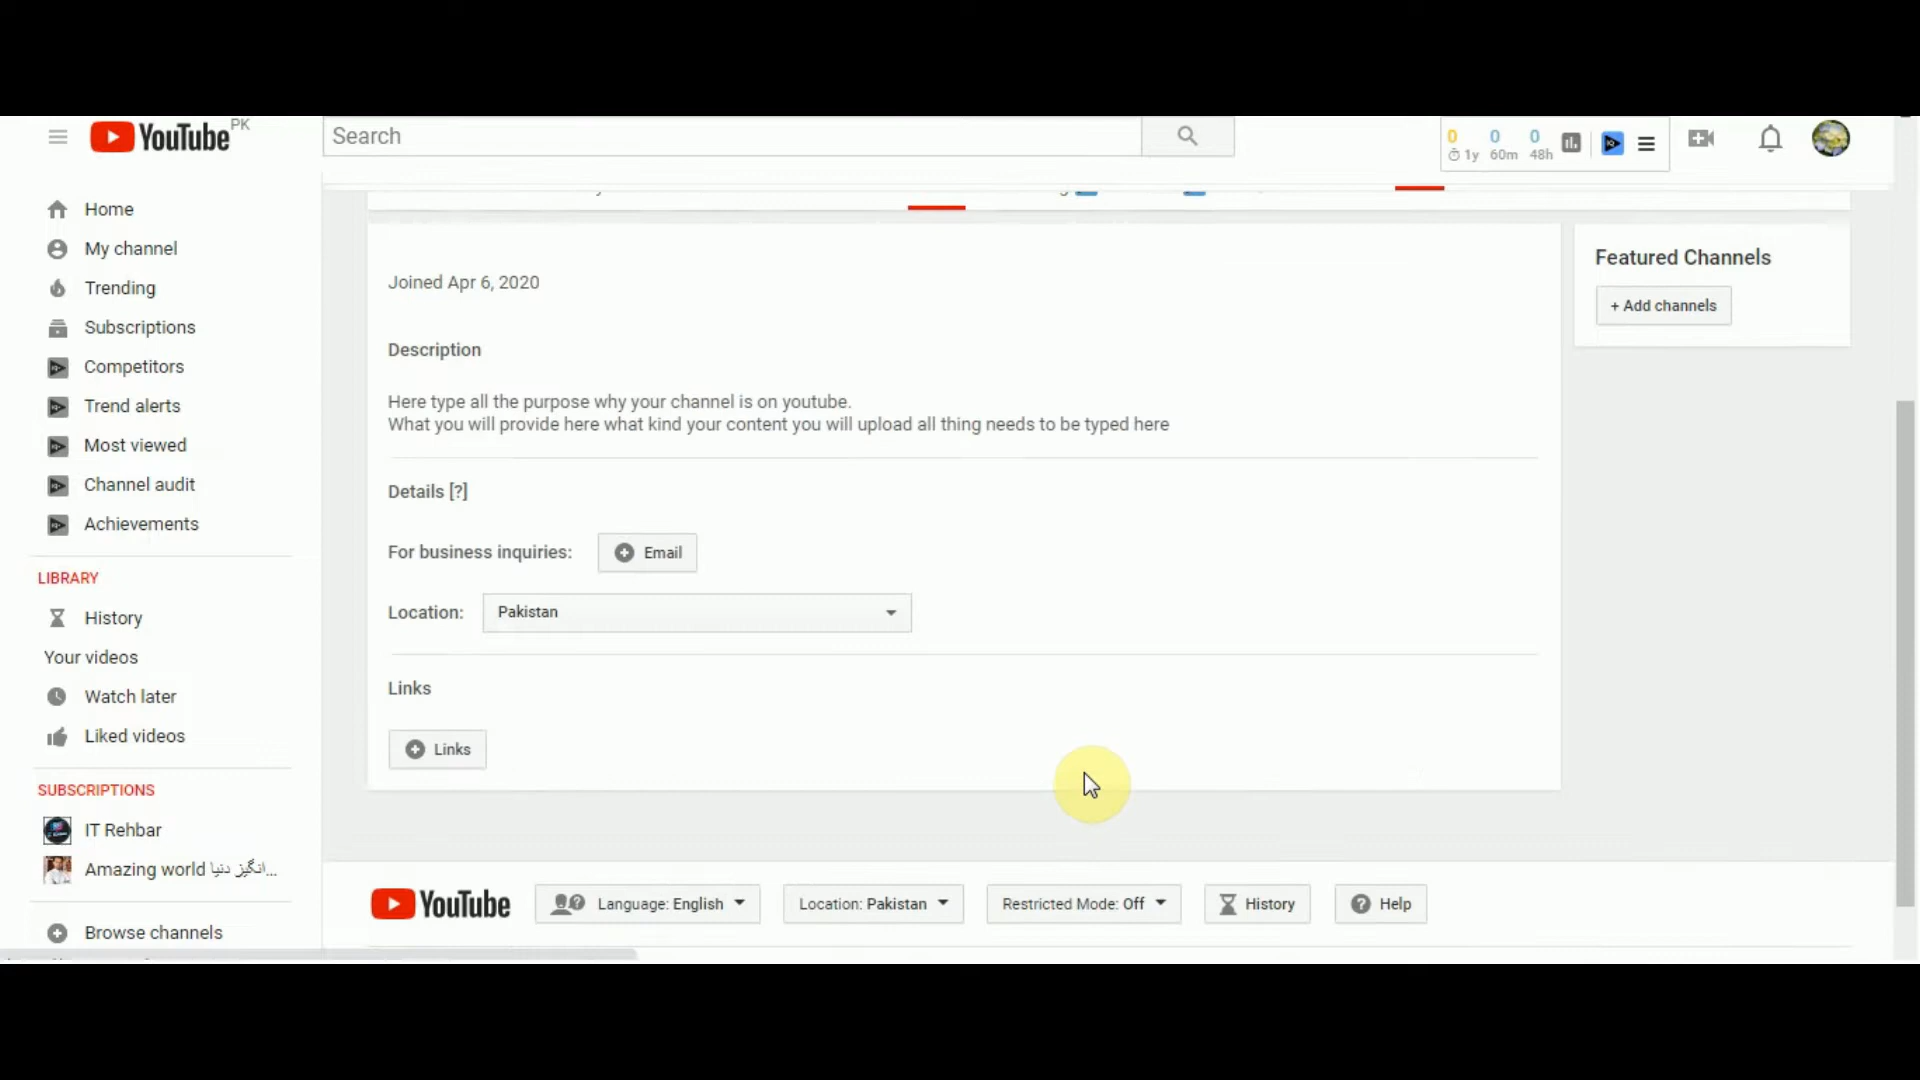 YouTube PK
Search
0 0 0
1y 60m 48h
Home
My channel
Trending
Subscriptions
Competitors
Trend alerts
Most viewed
Channel audit
Achievements
LIBRARY
History
Your videos
Watch later
Liked videos
SUBSCRIPTIONS
IT Rehbar
Amazing world انگیز دنیا...
Browse channels
Joined Apr 6, 2020
Description
Here type all the purpose why your channel is on youtube.
What you will provide here what kind your content you will upload all thing needs to be typed here
Details [?]
For business inquiries: Email
Location: Pakistan
Links
Links
Featured Channels
+ Add channels
YouTube Language: English Location: Pakistan Restricted Mode: Off History Help